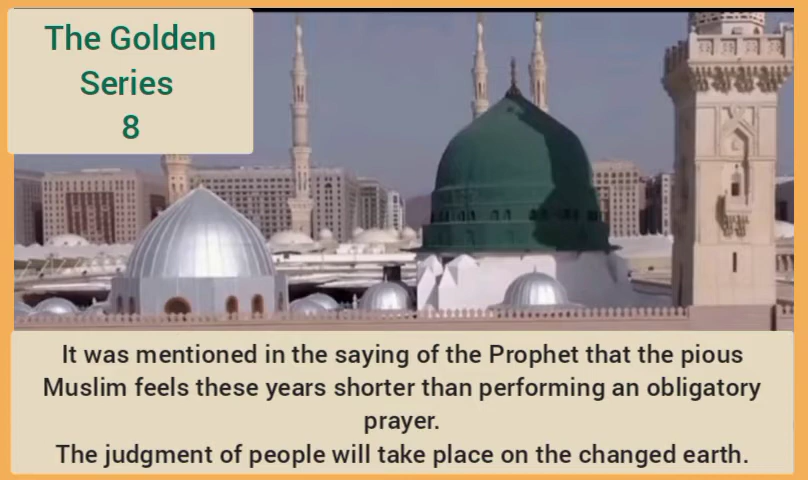 The Golden
Series
8
It was mentioned in the saying of the Prophet that the pious
Muslim feels these years shorter than performing an obligatory
prayer.
The judgment of people will take place on the changed earth.